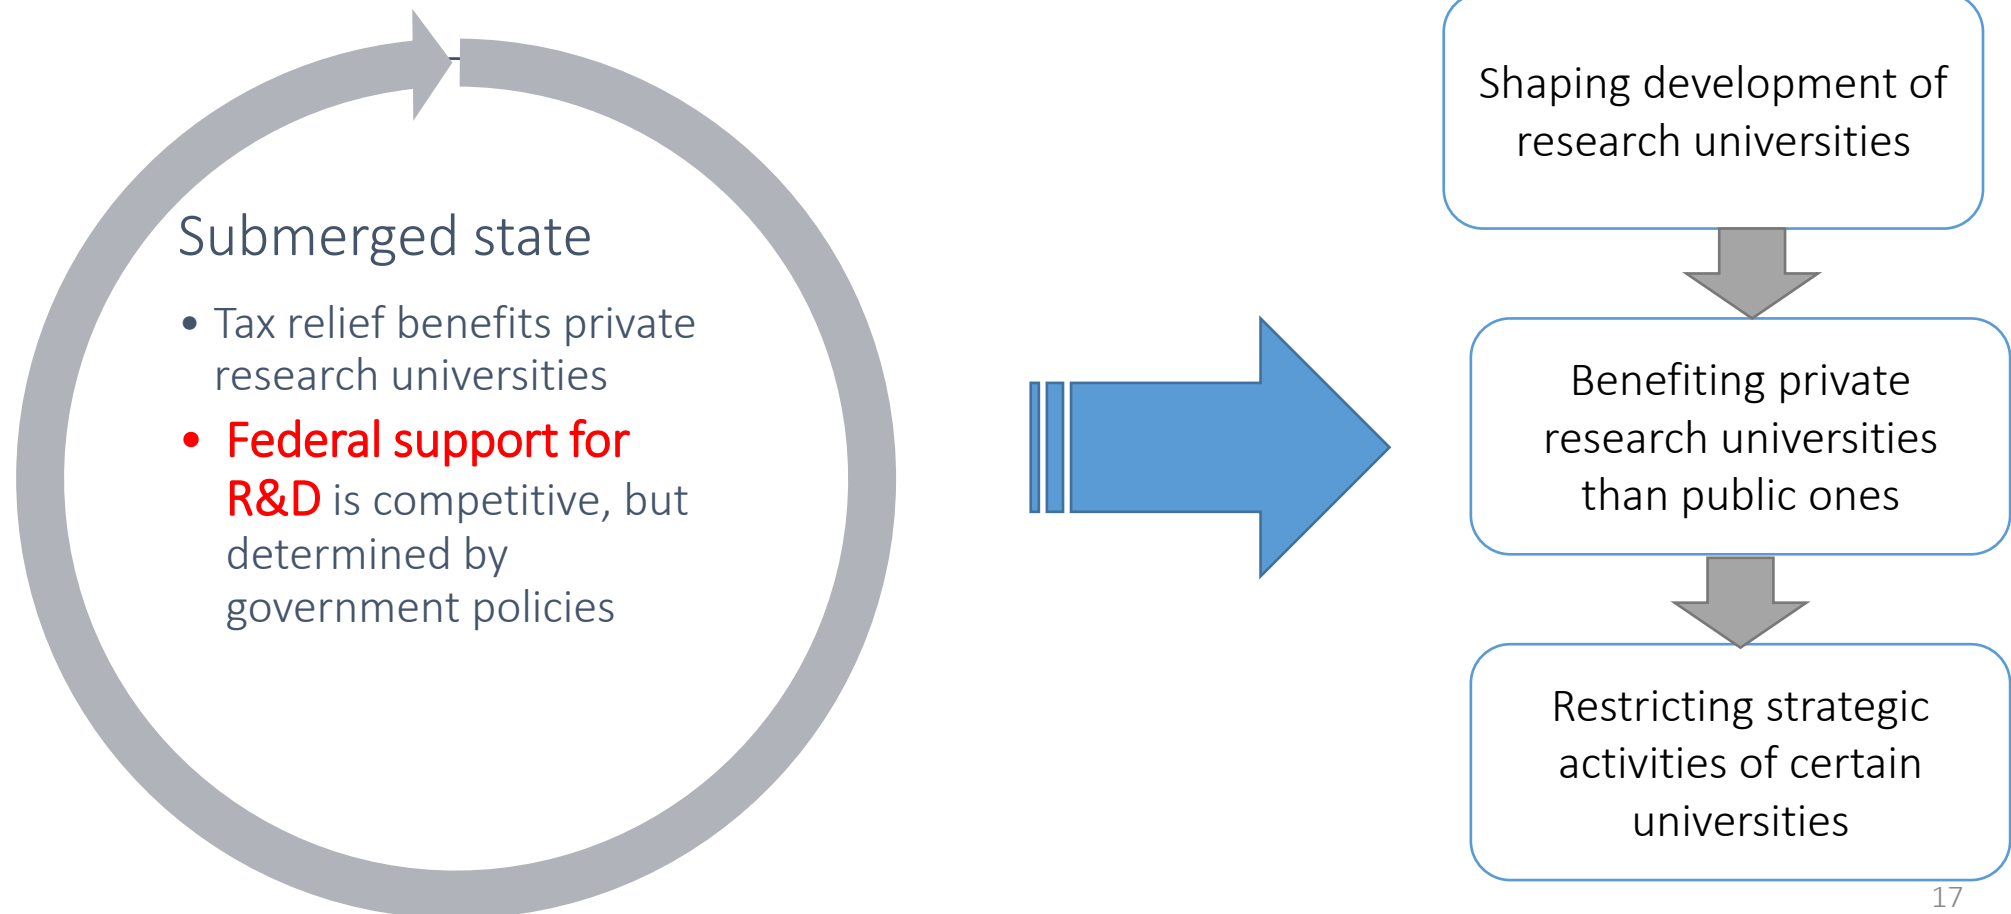 Submerged state
• Tax relief benefits private
research universities
• Federal support for
R&D is competitive, but
determined by
government policies
Shaping development of
research universities
Benefiting private
research universities
than public ones
Restricting strategic
activities of certain
universities
17